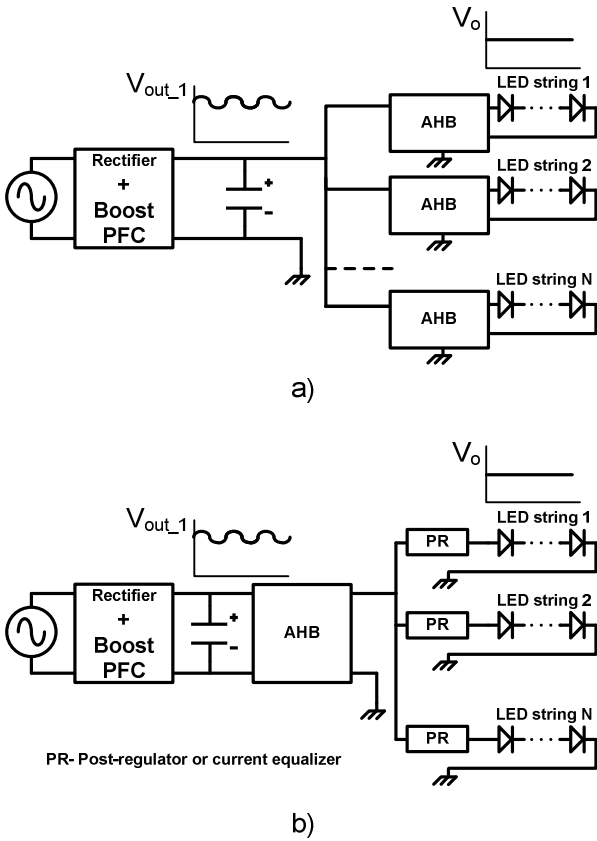 Vo
Vout_1
LED string 1
Rectifier
+
Boost
PFC
+
-
AHB
LED string 2
AHB
LED string N
AHB
a)
Vo
Vout_1
LED string 1
PR
Rectifier
+
Boost
PFC
+
-
AHB
LED string 2
PR
LED string N
PR
PR- Post-regulator or current equalizer
b)